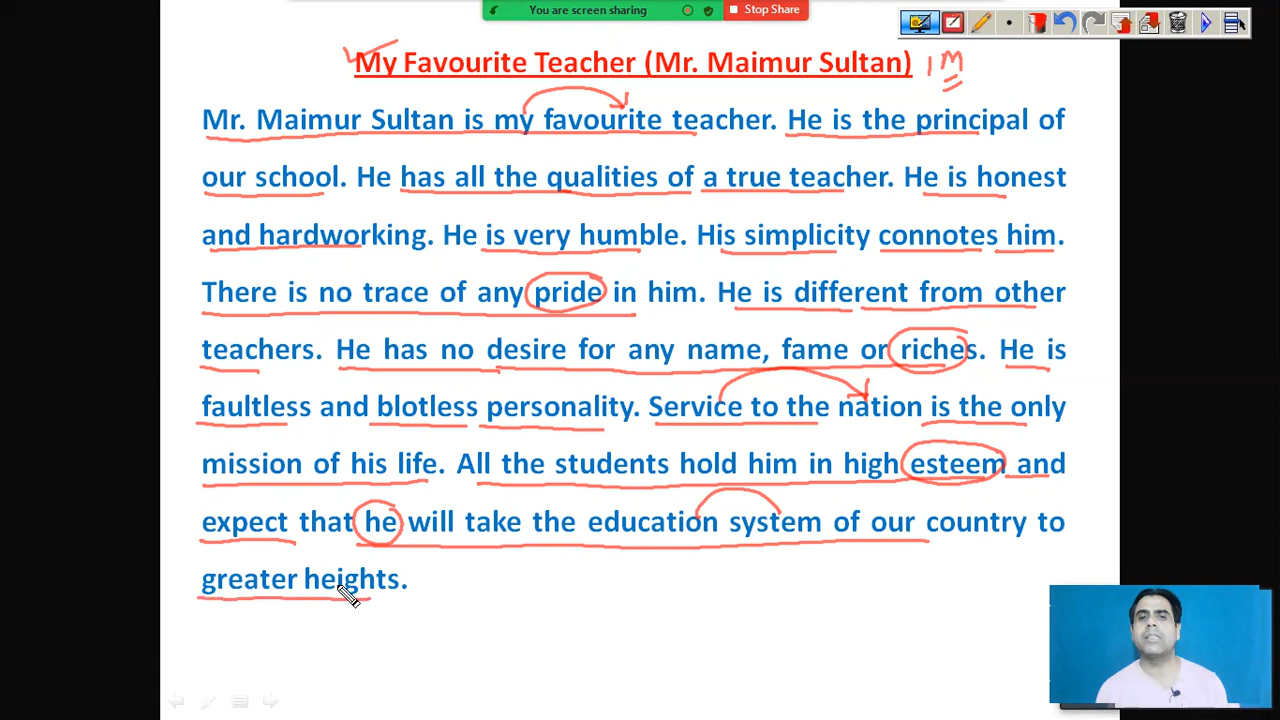 You are screen sharing Stop Share
My Favourite Teacher (Mr. Maimur Sultan) 1 M
Mr. Maimur Sultan is my favourite teacher. He is the principal of
our school. He has all the qualities of a true teacher. He is honest
and hardworking. He is very humble. His simplicity connotes him.
There is no trace of any pride in him. He is different from other
teachers. He has no desire for any name, fame or riches. He is
faultless and blotless personality. Service to the nation is the only
mission of his life. All the students hold him in high esteem and
expect that he will take the education system of our country to
greater heights.